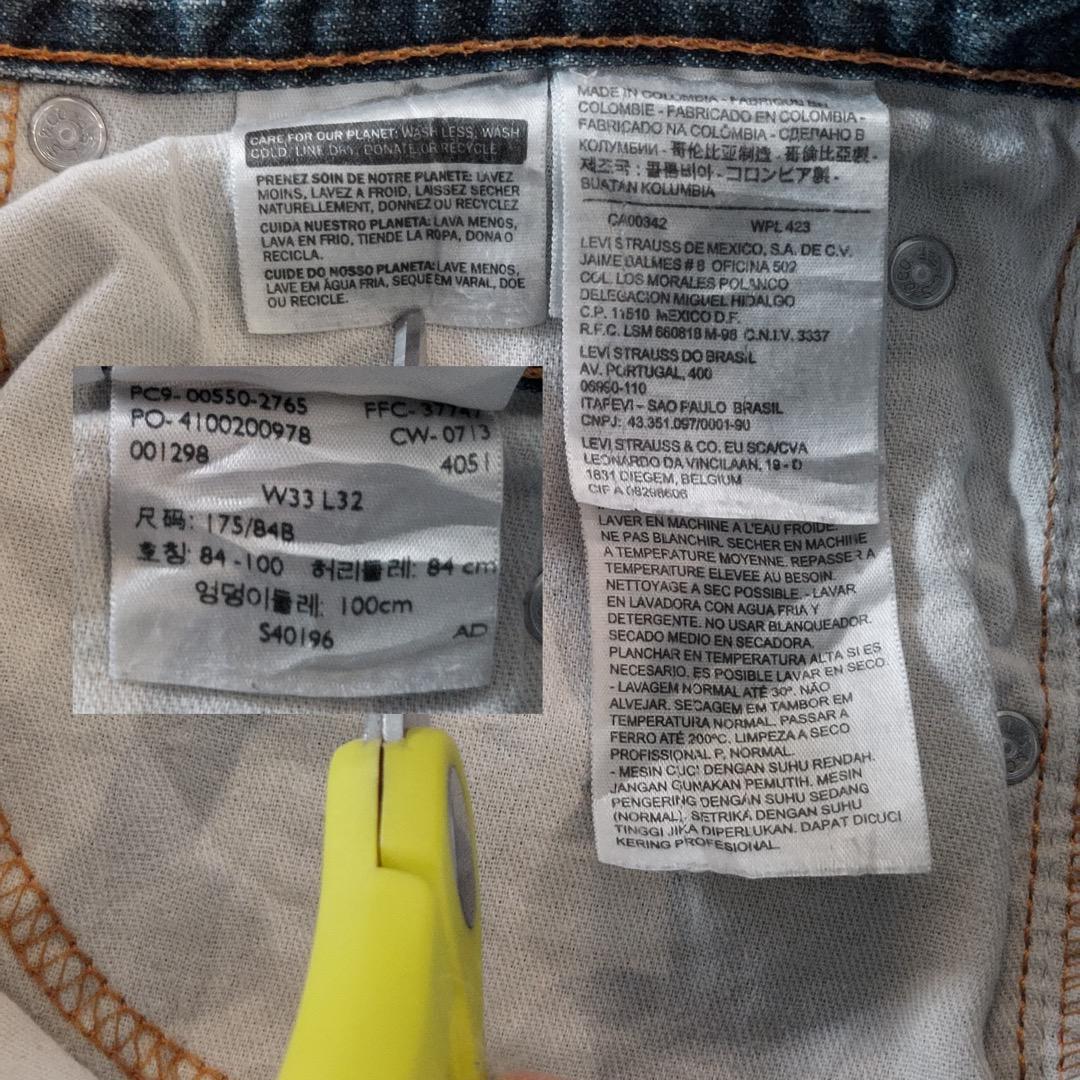 CARE FOR OUR PLANET: WASH LESS, WASH
COLD, LINE DRY, DONATE OR RECYCLE
PRENEZ SOIN DE NOTRE PLANETE: LAVEZ
MOINS, LAVEZ A FROID, LAISSEZ SECHER
NATURELLEMENT, DONNEZ OU RECYCLEZ
CUIDA NUESTRO PLANETA: LAVA MENOS,
LAVA EN FRIO, TIENDE LA ROPA, DONA O
RECICLA.
CUIDE DO NOSSO PLANETA: LAVE MENOS,
LAVE EM ÁGUA FRIA, SEQUE EM VARAL, DOE
OU RECICLE.
PC9-00550-2765
PO-4100200978
CW-0713
001298
4051
W33 L32
尺码: 175/84B
호칭: 84-100 허리둘레: 84 cm
엉덩이둘레: 100cm
S40196
AD
MADE IN COLOMBIA - FABRIQUE EN
COLOMBIE - FABRICADO EN COLOMBIA -
FABRICADO NA COLÔMBIA - СДЕЛАНО В
КОЛУМБИИ - 哥伦比亚制造 - 哥倫比亞製 -
제조국 : 콜롬비아 - コロンビア製 -
BUATAN KOLUMBIA
CA00342 WPL 423
LEVI STRAUSS DE MEXICO, S.A. DE C.V.
JAIME BALMES # 8 OFICINA 502
COL. LOS MORALES POLANCO
DELEGACION MIGUEL HIDALGO
C.P. 11510 MEXICO D.F.
R.F.C. LSM 660818 M-98 C.N.I.V. 3337
LEVI STRAUSS DO BRASIL
AV. PORTUGAL, 400
06690-110
ITAPEVI - SAO PAULO BRASIL
CNPJ: 43.351.097/0001-90
LEVI STRAUSS & CO. EU SCA/CVA
LEONARDO DA VINCILAAN, 19 - D
1831 DIEGEM, BELGIUM
CIF A 08298606
LAVER EN MACHINE A L'EAU FROIDE.
NE PAS BLANCHIR. SECHER EN MACHINE
A TEMPERATURE MOYENNE. REPASSER A
TEMPERATURE ELEVEE AU BESOIN.
NETTOYAGE A SEC POSSIBLE. - LAVAR
EN LAVADORA CON AGUA FRIA Y
DETERGENTE. NO USAR BLANQUEADOR.
SECADO MEDIO EN SECADORA.
PLANCHAR EN TEMPERATURA ALTA SI ES
NECESARIO. ES POSIBLE LAVAR EN SECO.
- LAVAGEM NORMAL ATÉ 30°. NÃO
ALVEJAR. SECAGEM EM TAMBOR EM
TEMPERATURA NORMAL. PASSAR A
FERRO ATÉ 200ºC. LIMPEZA A SECO
PROFISSIONAL P, NORMAL.
- MESIN CUCI DENGAN SUHU RENDAH.
JANGAN GUNAKAN PEMUTIH. MESIN
PENGERING DENGAN SUHU SEDANG
(NORMAL). SETRIKA DENGAN SUHU
TINGGI JIKA DIPERLUKAN. DAPAT DICUCI
KERING PROFESIONAL.